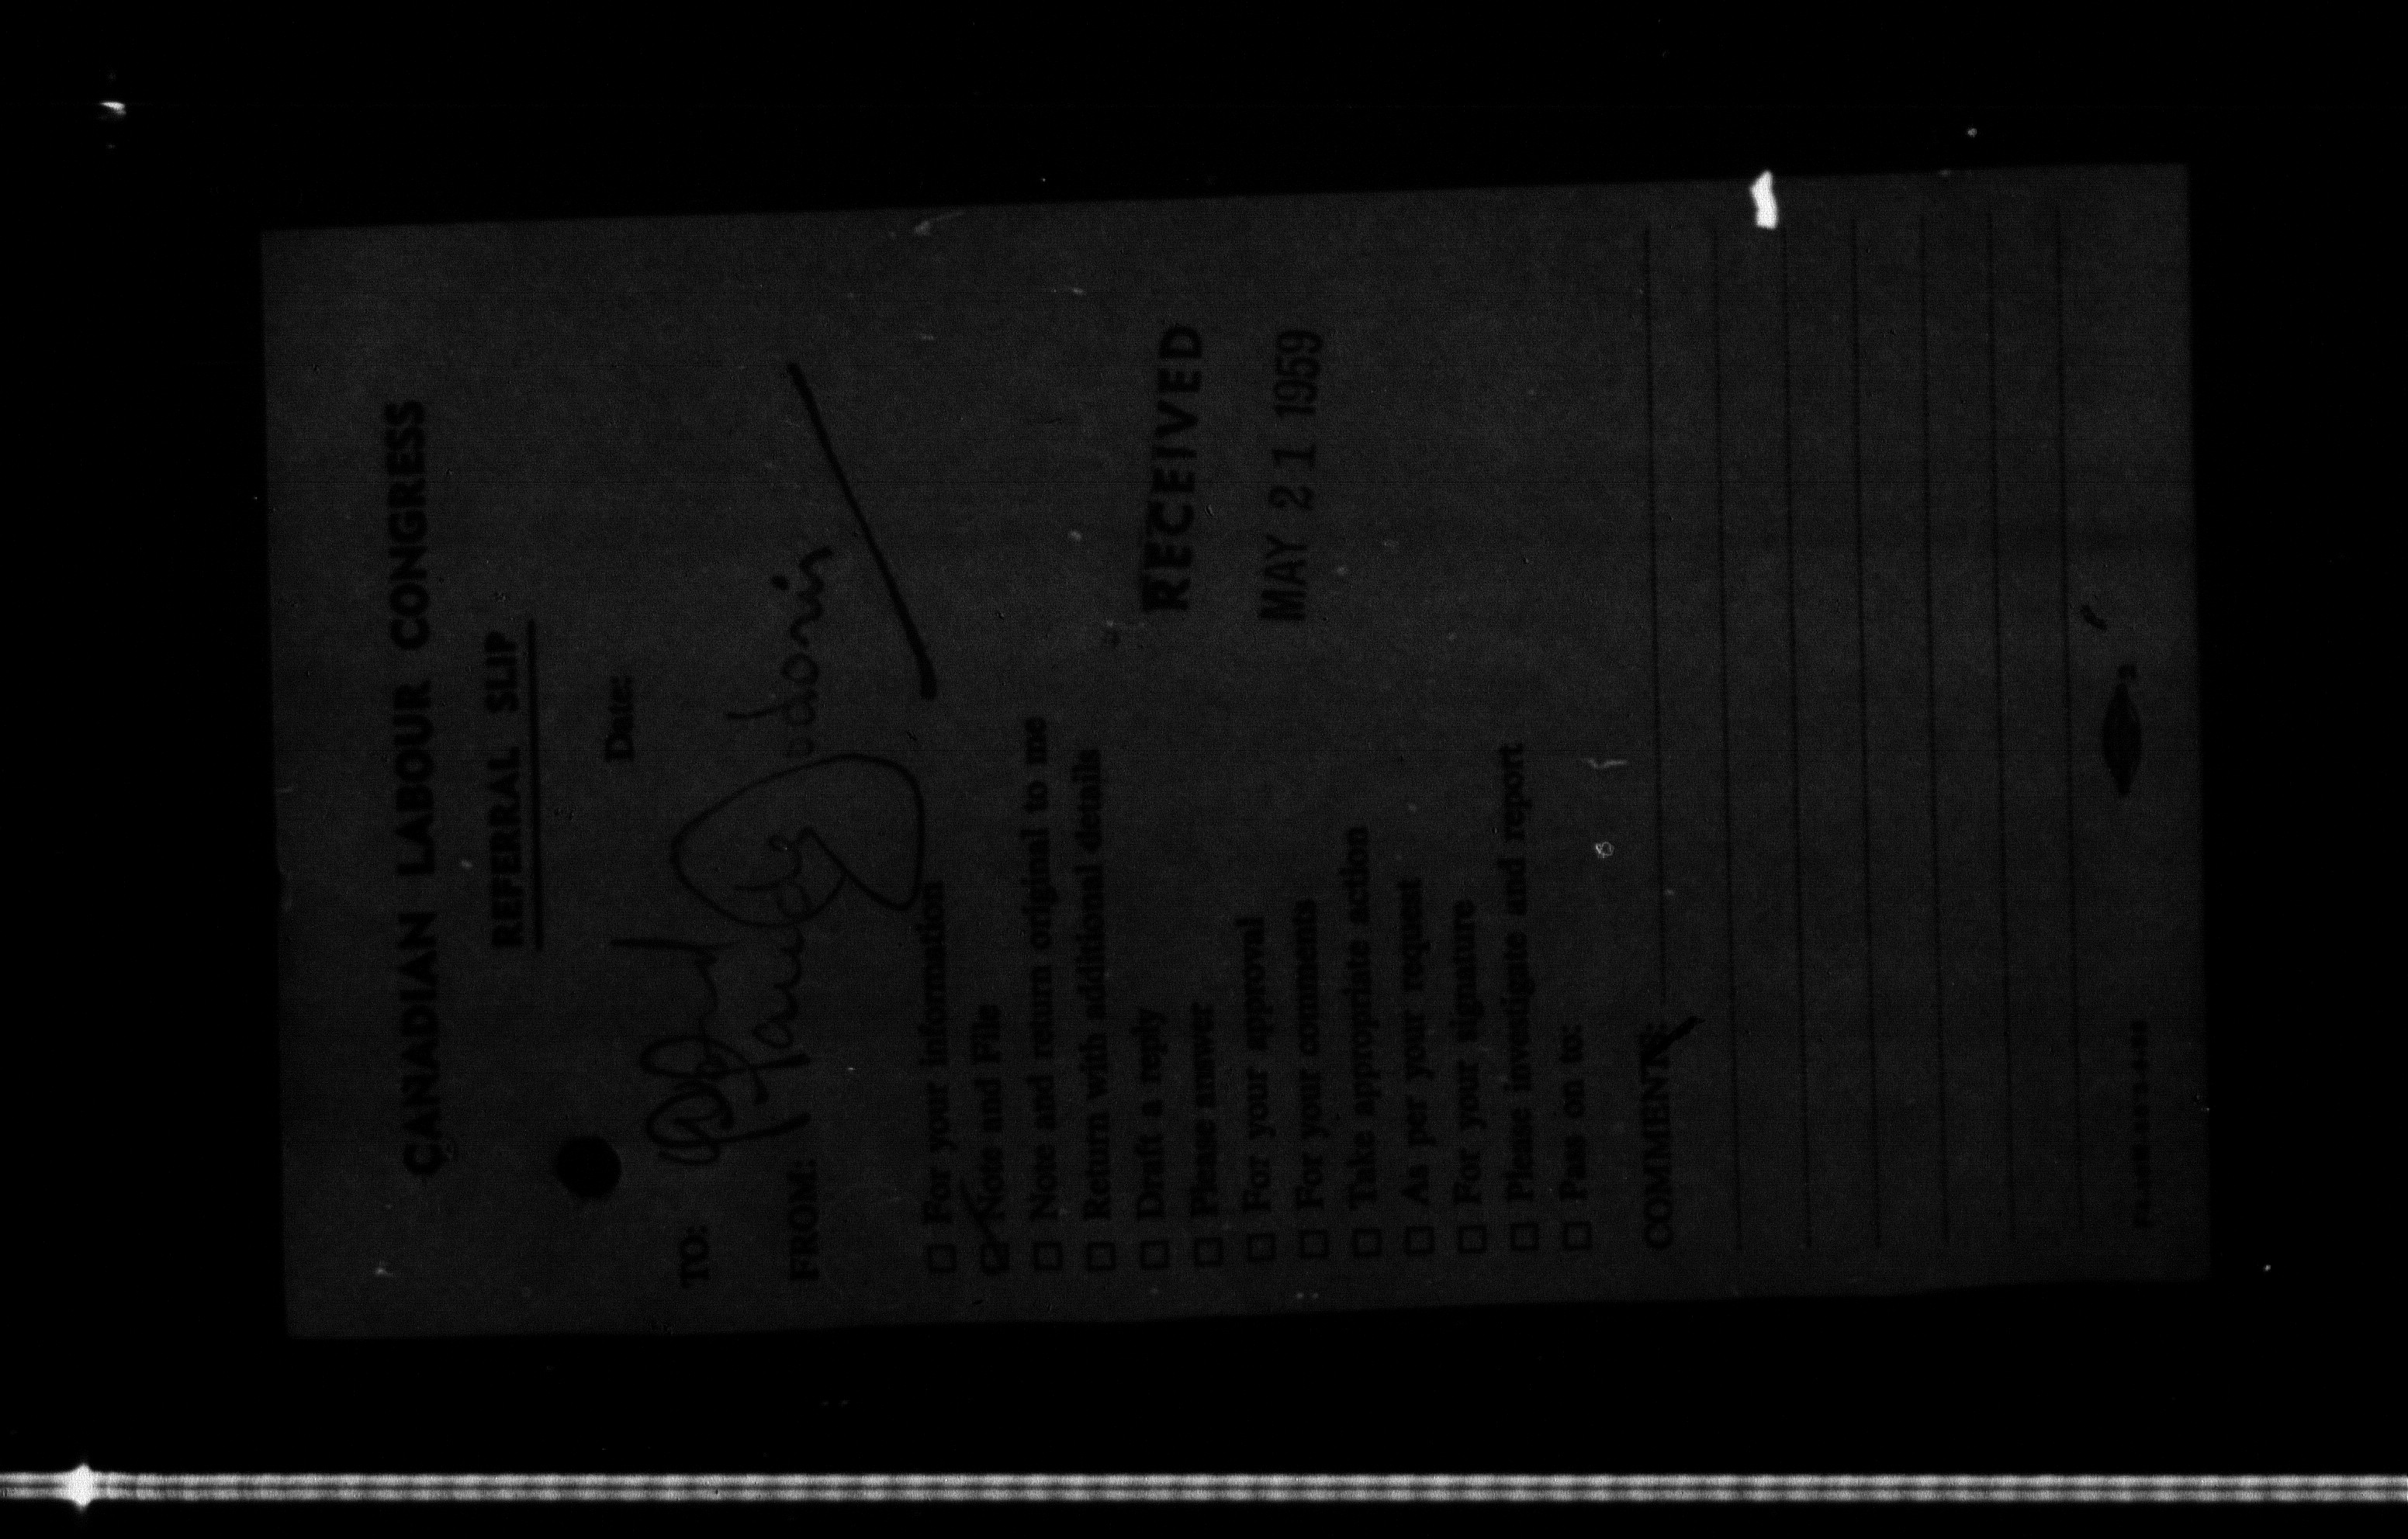 CANADIAN LABOUR CONGRESS
REFERRAL SLIP
Date:
TO:
FROM:
☐ For your information
☑ Note and File
☐ Note and return original to me
☐ Return with additional details
☐ Draft a reply
☐ Please answer
☐ For your approval
☐ For your comments
☐ Take appropriate action
☐ As per your request
☐ For your signature
☐ Please investigate and report
☐ Pass on to:
RECEIVED
MAY 21 1959
COMMENTS: